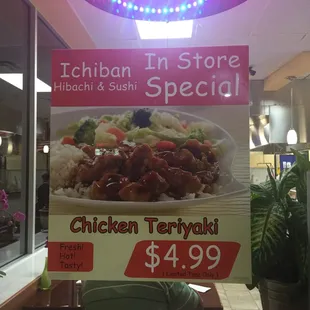 Ichiban
Hibachi & Sushi
In Store
Special
Chicken Teriyaki
Fresh!
Hot!
Tasty!
$4.99